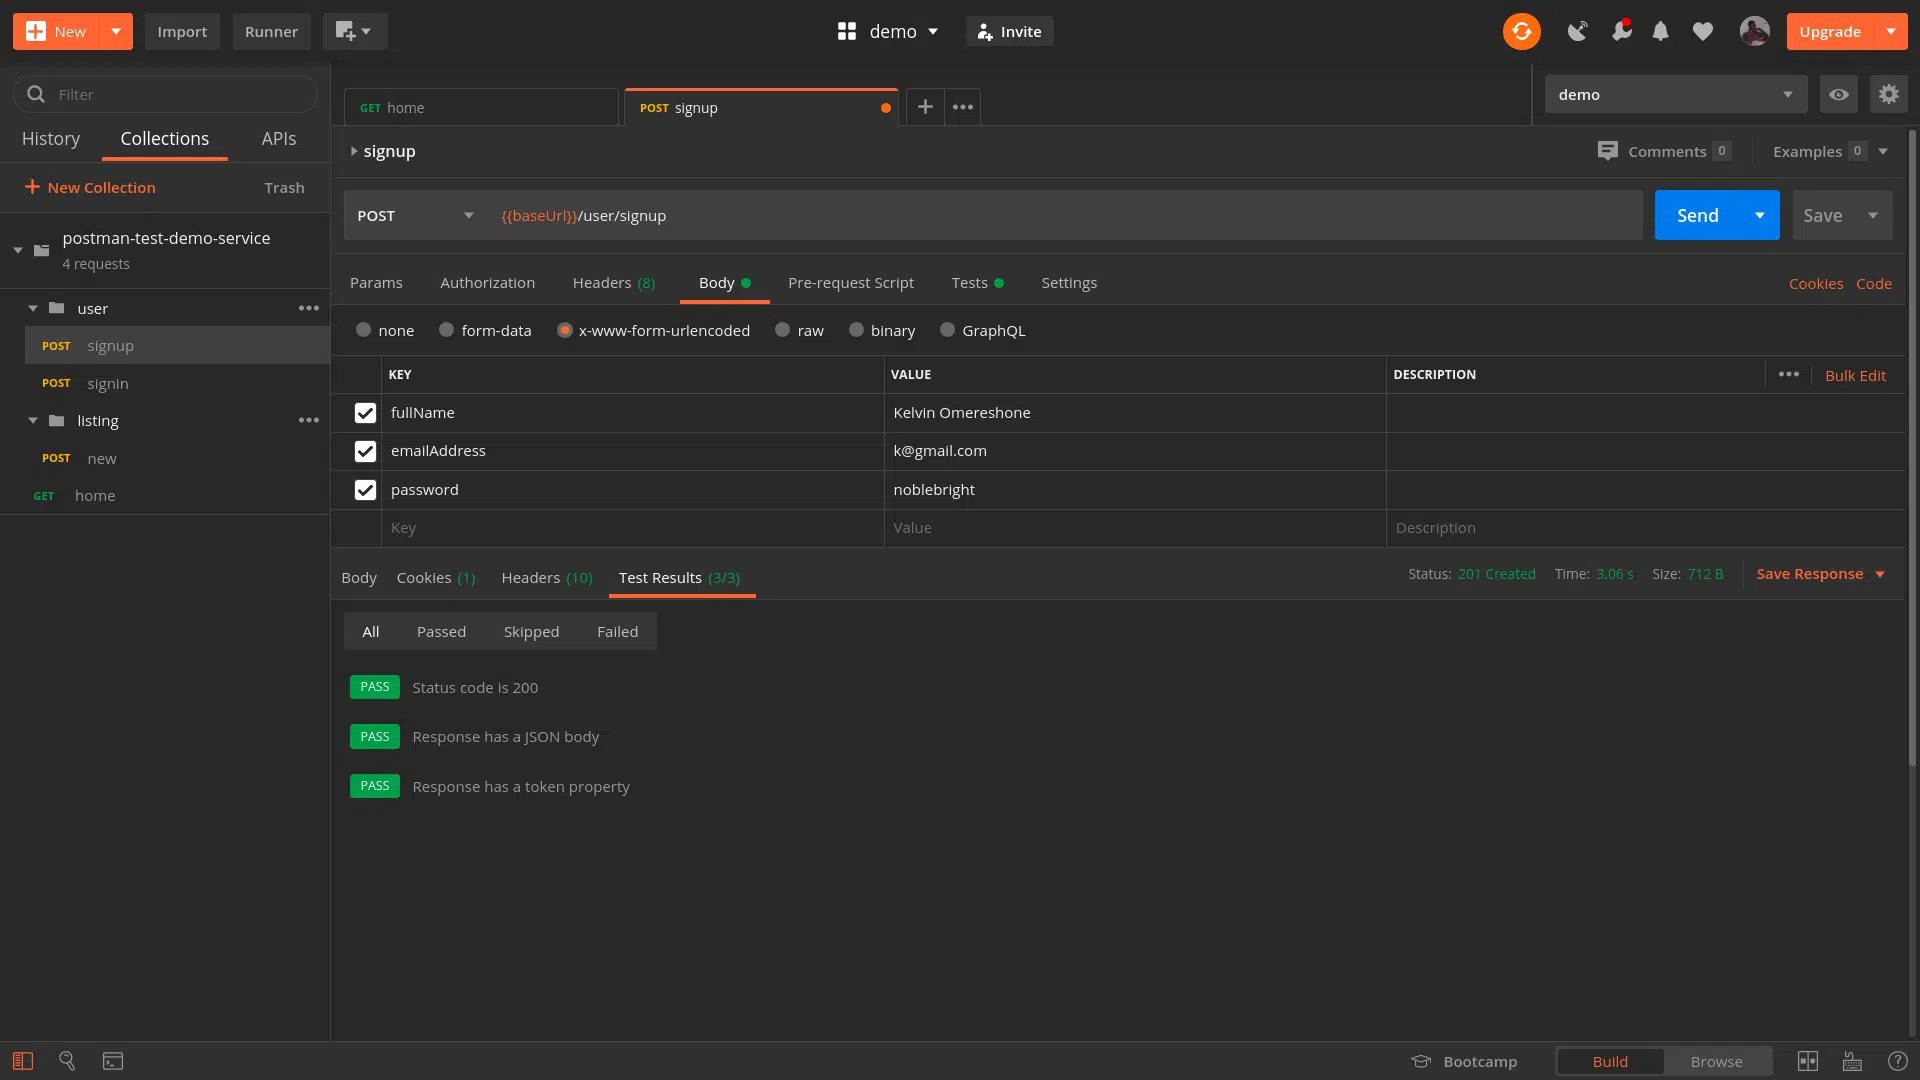 New Import Runner demo Invite Upgrade
Filter
History Collections APIs
New Collection Trash
postman-test-demo-service
4 requests
user
POST signup
POST signin
listing
POST new
GET home
GET home POST signup demo
signup Comments 0 Examples 0
POST {{baseUrl}}/user/signup Send Save
Params Authorization Headers (8) Body Pre-request Script Tests Settings Cookies Code
none form-data x-www-form-urlencoded raw binary GraphQL
KEY VALUE DESCRIPTION Bulk Edit
fullName Kelvin Omereshone
emailAddress k@gmail.com
password noblebright
Key Value Description
Body Cookies (1) Headers (10) Test Results (3/3) Status: 201 Created Time: 3.06 s Size: 712 B Save Response
All Passed Skipped Failed
PASS Status code is 200
PASS Response has a JSON body
PASS Response has a token property
Bootcamp Build Browse